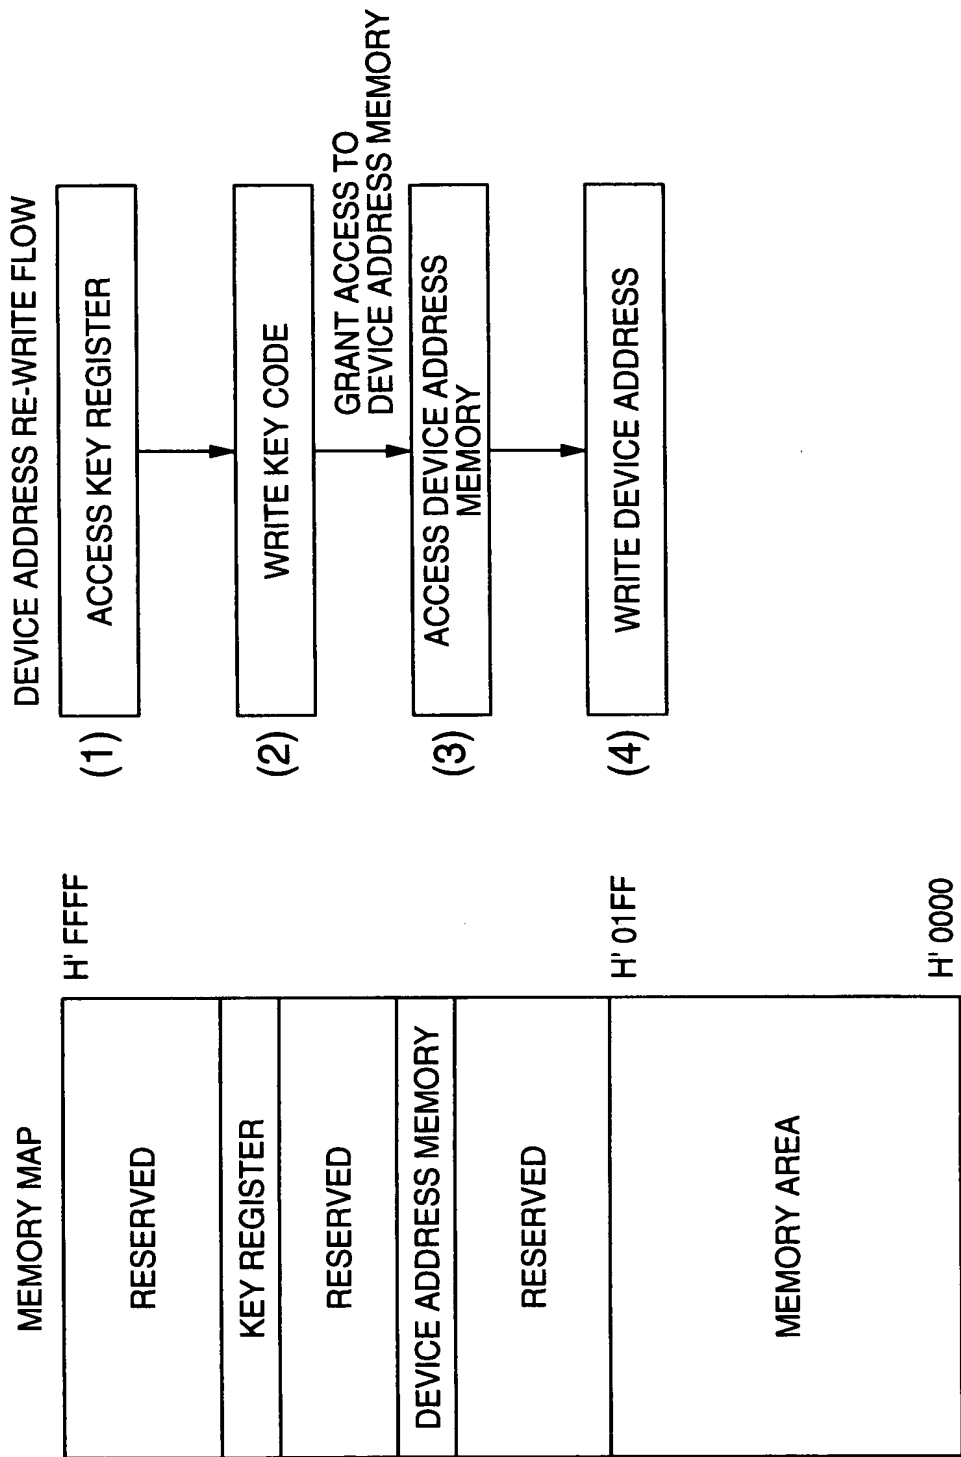 MEMORY MAP
H' FFFF
RESERVED
KEY REGISTER
RESERVED
DEVICE ADDRESS MEMORY
RESERVED
H' 01FF
MEMORY AREA
H' 0000
DEVICE ADDRESS RE-WRITE FLOW
(1)
ACCESS KEY REGISTER
(2)
WRITE KEY CODE
GRANT ACCESS TO
DEVICE ADDRESS MEMORY
(3)
ACCESS DEVICE ADDRESS
MEMORY
(4)
WRITE DEVICE ADDRESS